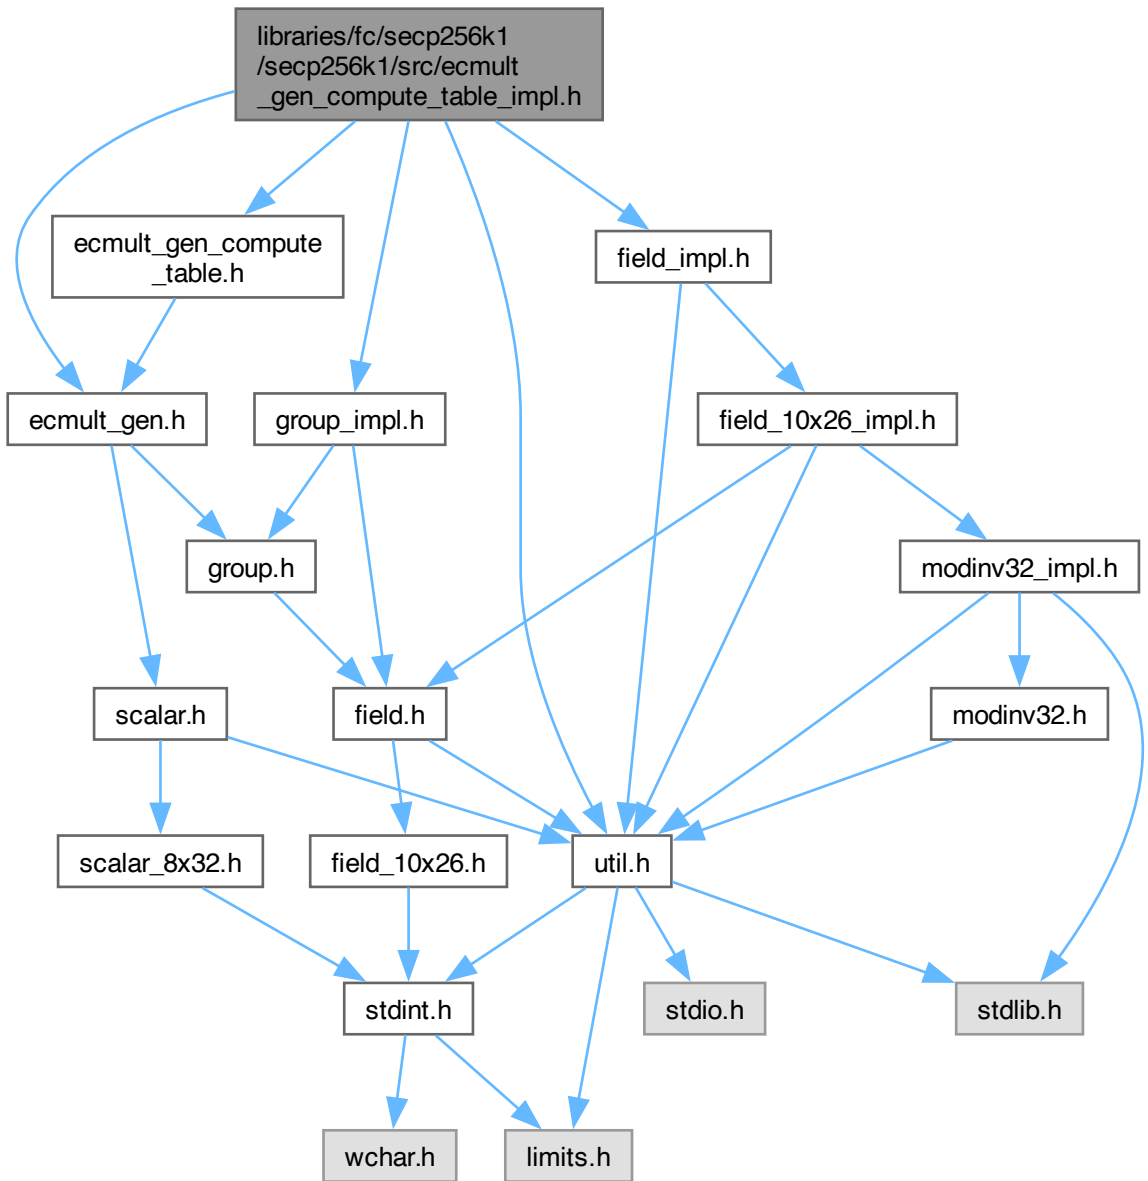 libraries/fc/secp256k1
/secp256k1/src/ecmult
_gen_compute_table_impl.h
ecmult_gen_compute
_table.h
field_impl.h
ecmult_gen.h
group_impl.h
field_10x26_impl.h
group.h
modinv32_impl.h
scalar.h
field.h
modinv32.h
scalar_8x32.h
field_10x26.h
util.h
stdint.h
stdio.h
stdlib.h
wchar.h
limits.h